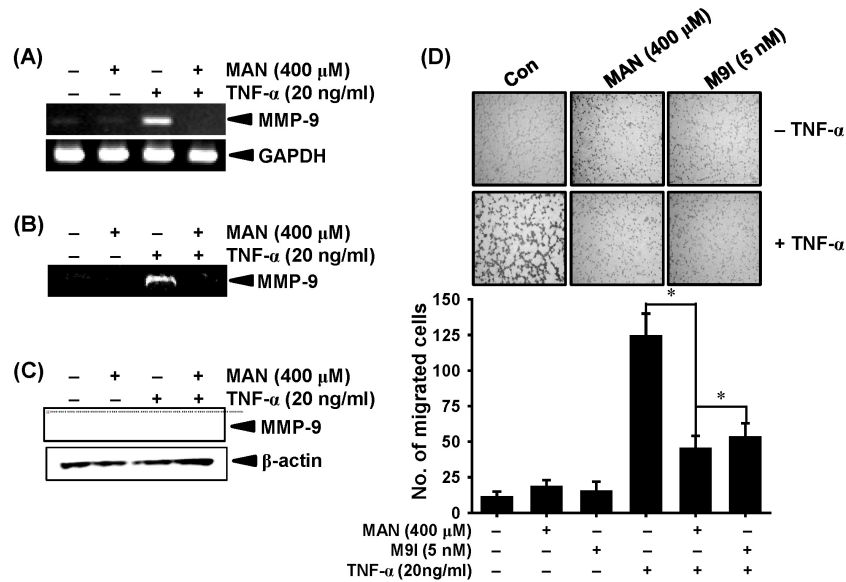 (A)
– + – + MAN (400 μM)
– – + + TNF-α (20 ng/ml)
MMP-9
GAPDH
(B)
– + – + MAN (400 μM)
– – + + TNF-α (20 ng/ml)
MMP-9
(C)
– + – + MAN (400 μM)
– – + + TNF-α (20 ng/ml)
MMP-9
β-actin
(D)
Con
MAN (400 μM)
M9I (5 nM)
– TNF-α
+ TNF-α
No. of migrated cells
150
125
100
75
50
25
0
*
*
MAN (400 μM) – + – – + –
M9I (5 nM) – – + – – +
TNF-α (20ng/ml) – – – + + +